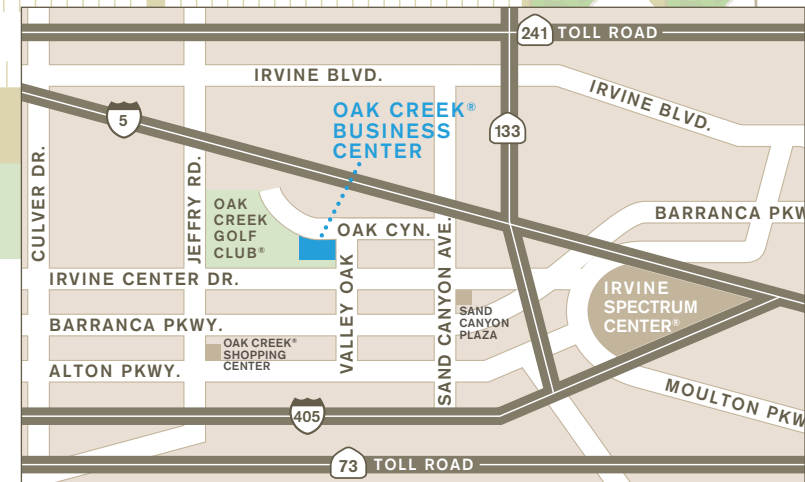 241 TOLL ROAD
IRVINE BLVD.
IRVINE BLVD.
OAK CREEK®
BUSINESS
CENTER
5
133
CULVER DR.
JEFFRY RD.
OAK
CREEK
GOLF
CLUB®
OAK CYN.
BARRANCA PKW
IRVINE CENTER DR.
VALLEY OAK
SAND CANYON AVE.
IRVINE
SPECTRUM
CENTER®
SAND
CANYON
PLAZA
BARRANCA PKWY.
OAK CREEK®
SHOPPING
CENTER
ALTON PKWY.
MOULTON PKW
405
73 TOLL ROAD